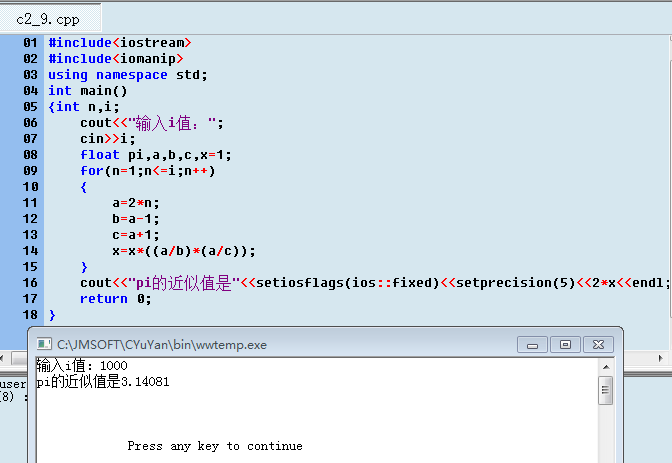 c2_9.cpp
01 #include<iostream>
02 #include<iomanip>
03 using namespace std;
04 int main()
05 {int n,i;
06     cout<<"输入i值：";
07     cin>>i;
08     float pi,a,b,c,x=1;
09     for(n=1;n<=i;n++)
10     {
11         a=2*n;
12         b=a-1;
13         c=a+1;
14         x=x*((a/b)*(a/c));
15     }
16     cout<<"pi的近似值是"<<setiosflags(ios::fixed)<<setprecision(5)<<2*x<<endl;
17     return 0;
18 }
C:\JMSOFT\CYuYan\bin\wwtemp.exe
输入i值：1000
pi的近似值是3.14081
user
(8) :
Press any key to continue